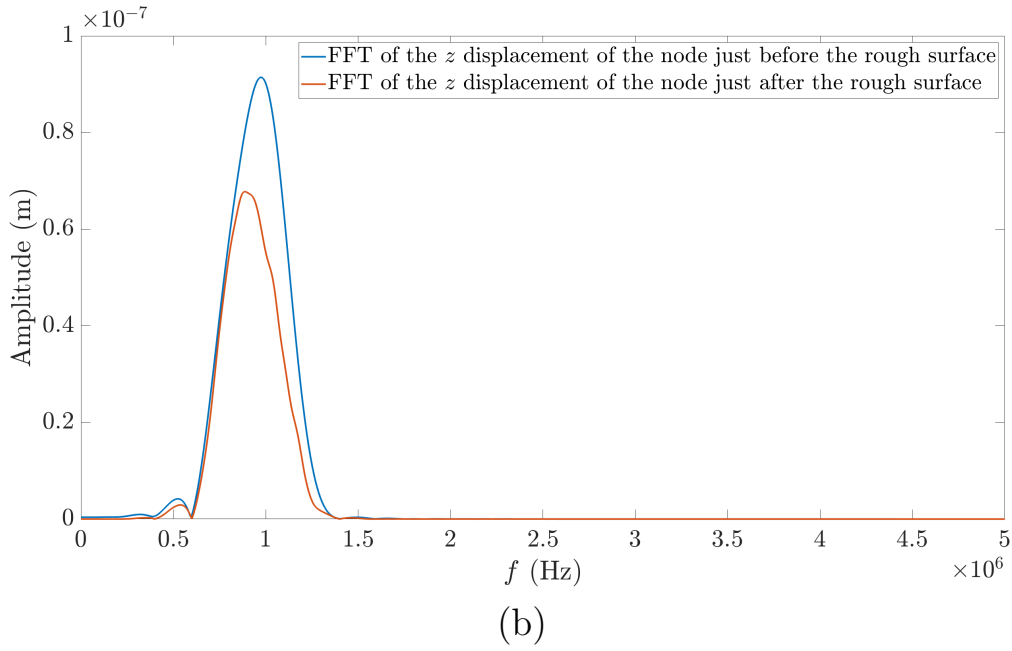 ×10⁻⁷
1
FFT of the z displacement of the node just before the rough surface
FFT of the z displacement of the node just after the rough surface
0.8
0.6
0.4
0.2
0
Amplitude (m)
0 0.5 1 1.5 2 2.5 3 3.5 4 4.5 5
f (Hz)
×10⁶
(b)